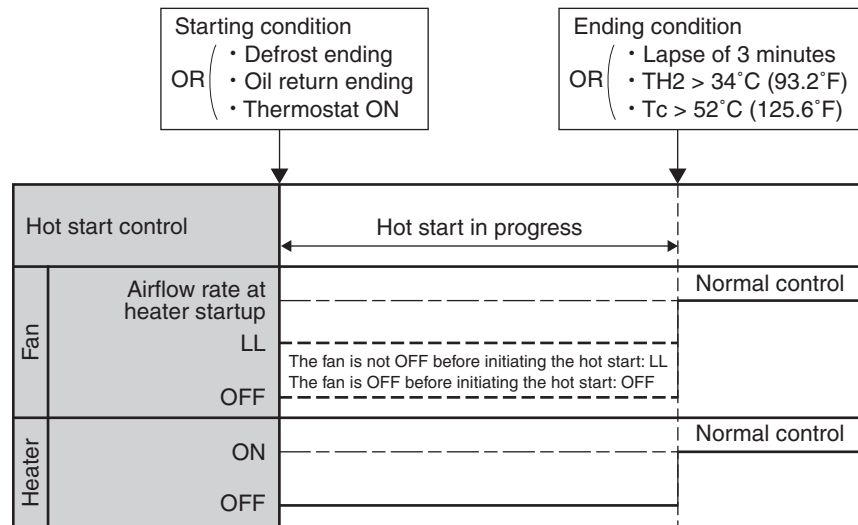 Starting condition
OR
・Defrost ending
・Oil return ending
・Thermostat ON
Ending condition
OR
・Lapse of 3 minutes
・TH2 > 34˚C (93.2˚F)
・Tc > 52˚C (125.6˚F)
Hot start control
Hot start in progress
Fan
Airflow rate at
heater startup
Normal control
LL
The fan is not OFF before initiating the hot start: LL
The fan is OFF before initiating the hot start: OFF
OFF
Heater
Normal control
ON
OFF